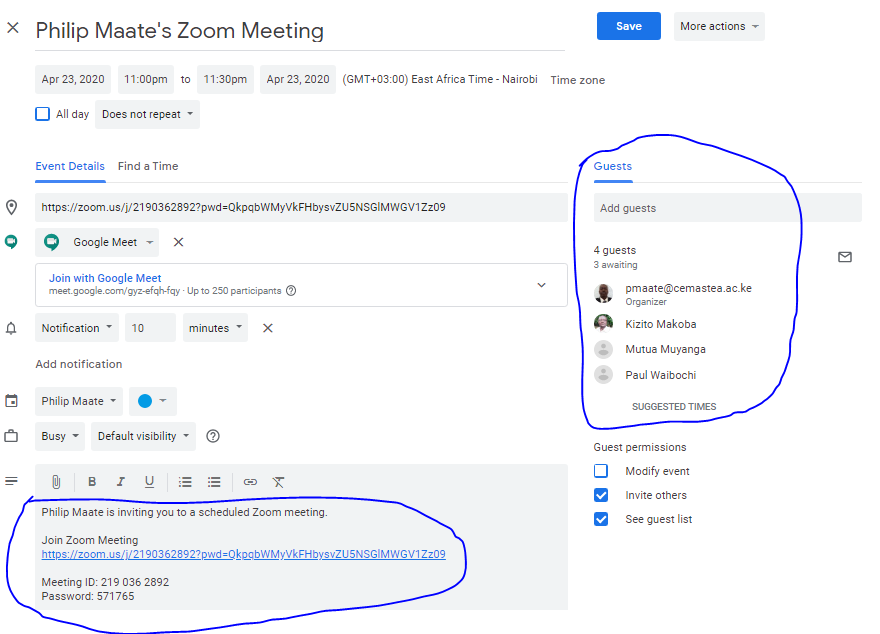 Philip Maate's Zoom Meeting
Save
More actions
Apr 23, 2020 11:00pm to 11:30pm Apr 23, 2020 (GMT+03:00) East Africa Time - Nairobi Time zone
All day Does not repeat
Event Details Find a Time
https://zoom.us/j/2190362892?pwd=QkpqbWMyVkFHbysvZU5NSGlMWGV1Zz09
Google Meet
Join with Google Meet
meet.google.com/gyz-efqh-fqy · Up to 250 participants
Notification 10 minutes
Add notification
Philip Maate
Busy Default visibility
B I U
Philip Maate is inviting you to a scheduled Zoom meeting.
Join Zoom Meeting
https://zoom.us/j/2190362892?pwd=QkpqbWMyVkFHbysvZU5NSGlMWGV1Zz09
Meeting ID: 219 036 2892
Password: 571765
Guests
Add guests
4 guests
3 awaiting
pmaate@cemastea.ac.ke
Organizer
Kizito Makoba
Mutua Muyanga
Paul Waibochi
SUGGESTED TIMES
Guest permissions
Modify event
Invite others
See guest list